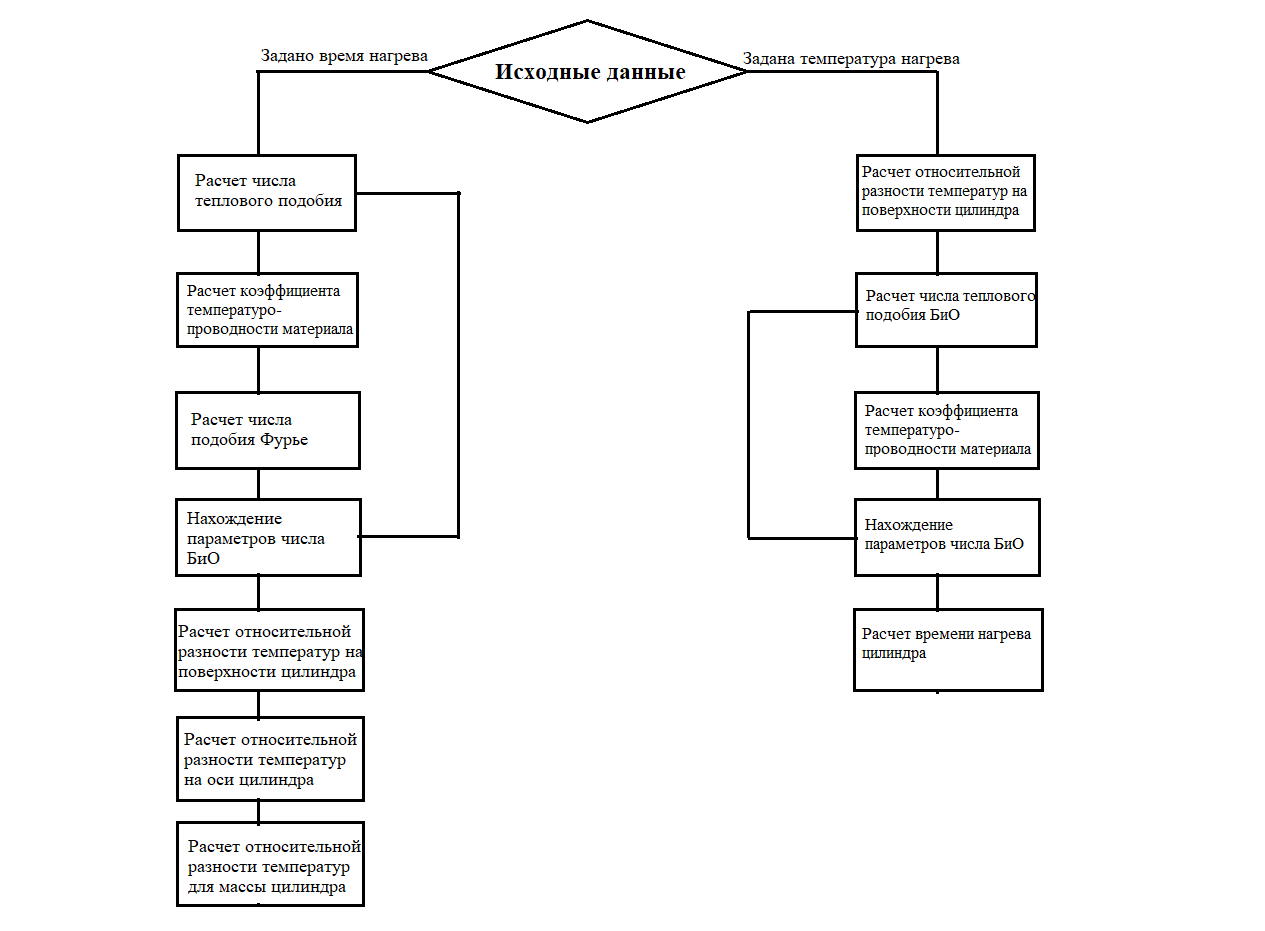 Задано время нагрева
Исходные данные
Задана температура нагрева
Расчет числа
теплового подобия
Расчет коэффициента
температуро-
проводности материала
Расчет числа
подобия Фурье
Нахождение
параметров числа
БиО
Расчет относительной
разности температур на
поверхности цилиндра
Расчет относительной
разности температур
на оси цилиндра
Расчет относительной
разности температур
для массы цилиндра
Расчет относительной
разности температур на
поверхности цилиндра
Расчет числа теплового
подобия БиО
Расчет коэффициента
температуро-
проводности материала
Нахождение
параметров числа БиО
Расчет времени нагрева
цилиндра